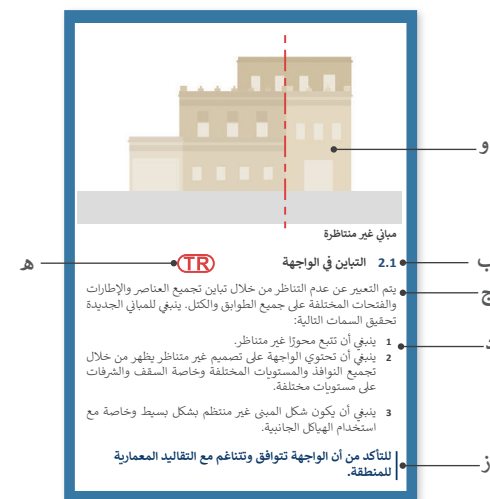 و
مباني غير متناظرة
ب
2.1 التباين في الواجهة
TR
ه
ج
يتم التعبير عن عدم التناظر من خلال تباين تجميع العناصر والإطارات
والفتحات المختلفة على جميع الطوابق والكتل. ينبغي للمباني الجديدة
تحقيق السمات التالية:
د
1 ينبغي أن تتبع محورًا غير متناظر.
2 ينبغي أن تحتوي الواجهة على تصميم غير متناظر يظهر من خلال
تجميع النوافذ والمستويات المختلفة وخاصة السقف والشرفات
على مستويات مختلفة.
3 ينبغي أن يكون شكل المبنى غير منتظم بشكل بسيط وخاصة مع
استخدام الهياكل الجانبية.
ز
للتأكد من أن الواجهة تتوافق وتتناغم مع التقاليد المعمارية
للمنطقة.